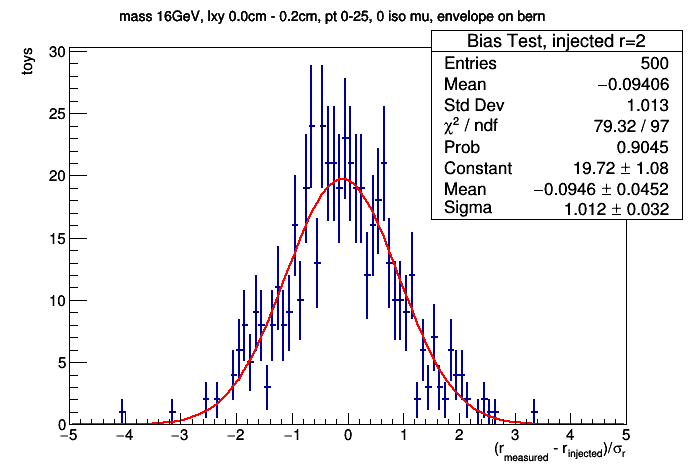 mass 16GeV, lxy 0.0cm - 0.2cm, pt 0-25, 0 iso mu, envelope on bern
Bias Test, injected r=2
Entries 500
Mean −0.09406
Std Dev 1.013
χ² / ndf 79.32 / 97
Prob 0.9045
Constant 19.72 ± 1.08
Mean −0.0946 ± 0.0452
Sigma 1.012 ± 0.032
toys
30
25
20
15
10
5
0
−5 −4 −3 −2 −1 0 1 2 3 4 5
(r_measured - r_injected)/σ_r